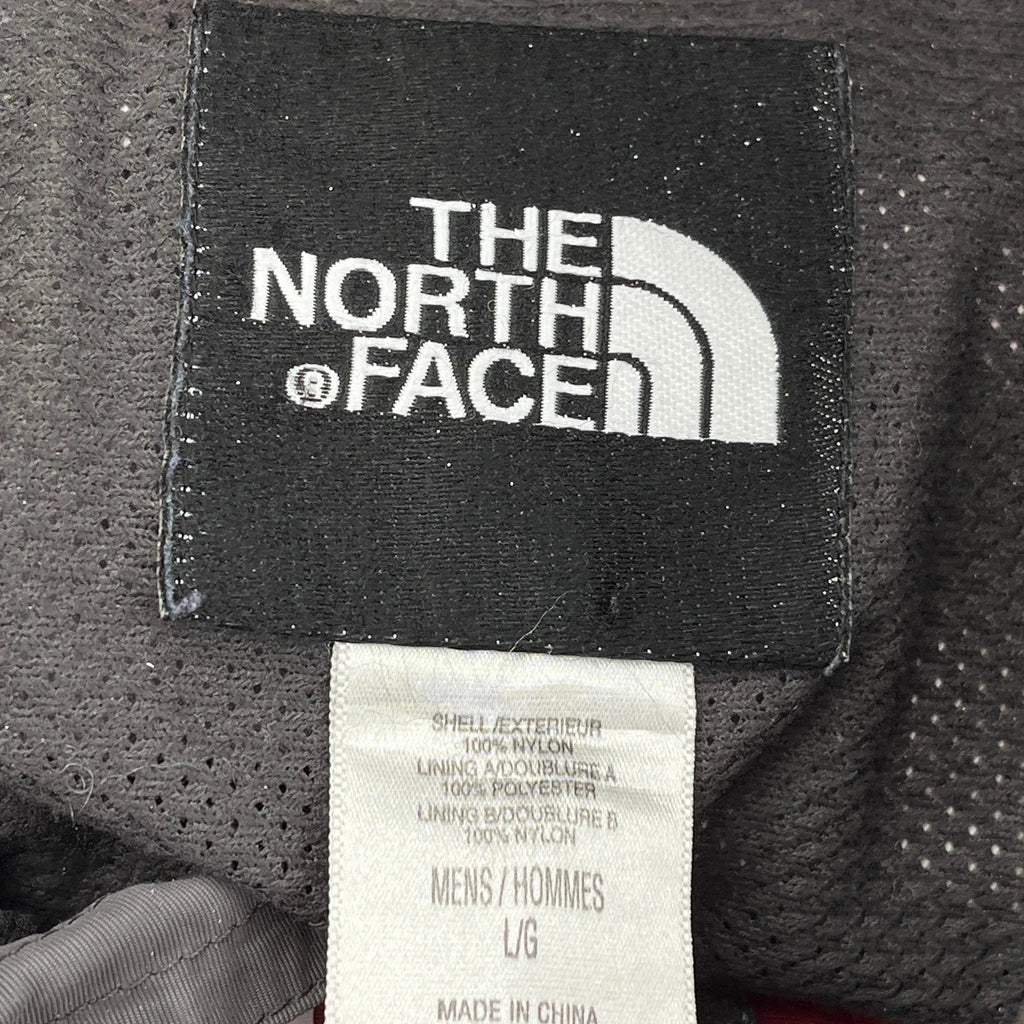 THE
NORTH
®FACE
SHELL/EXTERIEUR
100% NYLON
LINING A/DOUBLURE A
100% POLYESTER
LINING B/DOUBLURE B
100% NYLON
MENS / HOMMES
L/G
MADE IN CHINA